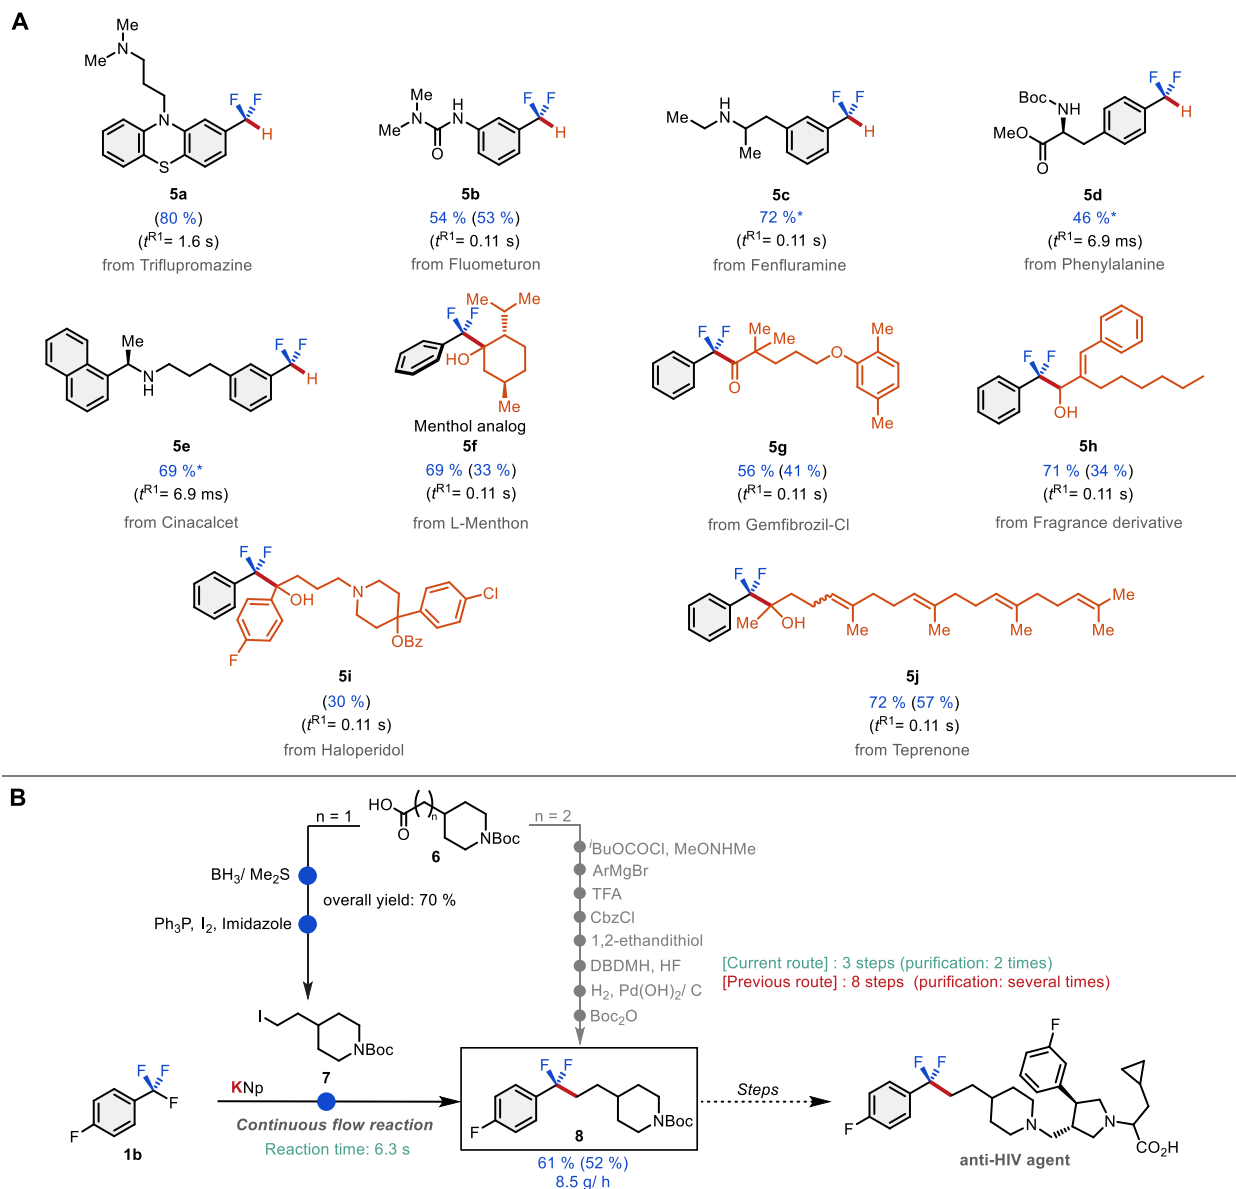 A
Me
N
Me
N
S
F F
H
Me
N
Me
O
H
N
F F
H
H
N
Me
Me
F F
H
Boc
NH
MeO
O
F F
H
5a
(80 %)
(tR1= 1.6 s)
from Triflupromazine
5b
54 % (53 %)
(tR1= 0.11 s)
from Fluometuron
5c
72 %*
(tR1= 0.11 s)
from Fenfluramine
5d
46 %*
(tR1= 6.9 ms)
from Phenylalanine
Me
N
H
F F
H
Me Me
F F
HO
Me
Menthol analog
F F
Me
Me
O
O
Me
Me
F F
OH
5e
69 %*
(tR1= 6.9 ms)
from Cinacalcet
5f
69 % (33 %)
(tR1= 0.11 s)
from L-Menthon
5g
56 % (41 %)
(tR1= 0.11 s)
from Gemfibrozil-Cl
5h
71 % (34 %)
(tR1= 0.11 s)
from Fragrance derivative
F F
OH
F
N
OBz
Cl
F F
Me OH
Me
Me
Me
Me
Me
5i
(30 %)
(tR1= 0.11 s)
from Haloperidol
5j
72 % (57 %)
(tR1= 0.11 s)
from Teprenone
B
n = 1
HO
O
n
NBoc
6
n = 2
BH3/ Me2S
overall yield: 70 %
Ph3P, I2, Imidazole
iBuOCOCl, MeONHMe
ArMgBr
TFA
CbzCl
1,2-ethandithiol
DBDMH, HF
H2, Pd(OH)2/ C
Boc2O
[Current route] : 3 steps (purification: 2 times)
[Previous route] : 8 steps (purification: several times)
I
NBoc
7
F F
F
F
1b
KNp
Continuous flow reaction
Reaction time: 6.3 s
F F
F
NBoc
8
61 % (52 %)
8.5 g/ h
Steps
F
F F
F
N
N
CO2H
anti-HIV agent